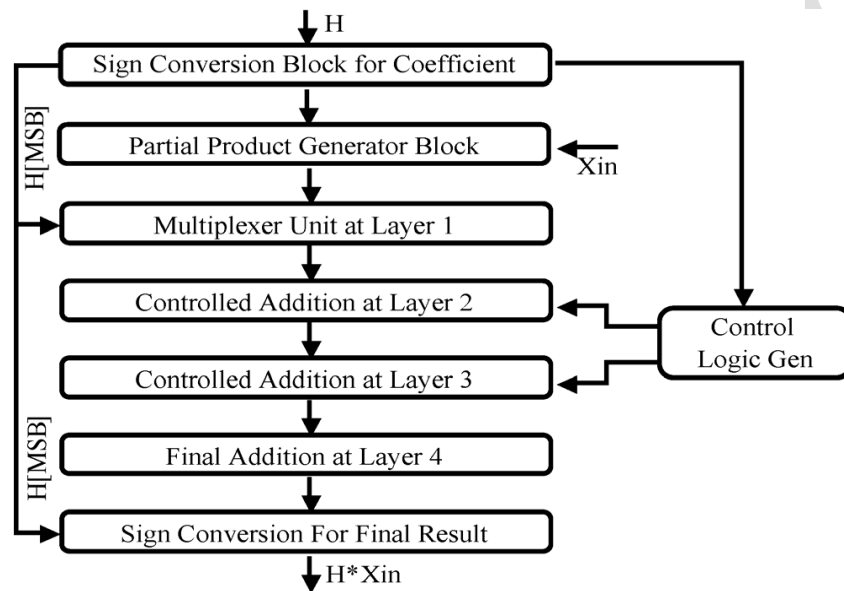 H
Sign Conversion Block for Coefficient
H[MSB]
Partial Product Generator Block
Xin
Multiplexer Unit at Layer 1
Controlled Addition at Layer 2
Control
Logic Gen
Controlled Addition at Layer 3
H[MSB]
Final Addition at Layer 4
Sign Conversion For Final Result
H*Xin